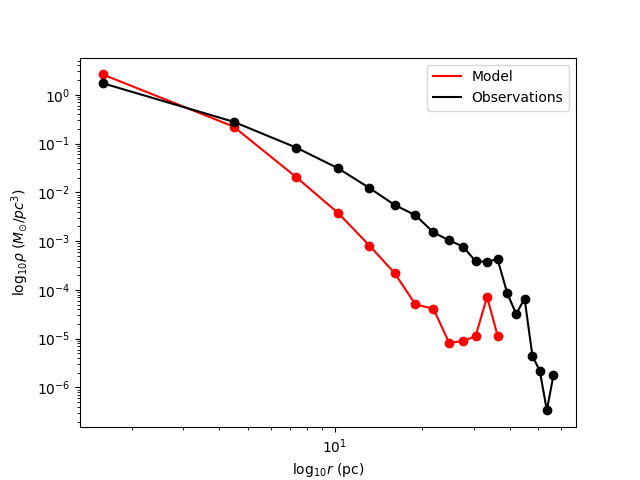 Model
Observations
10⁰
10⁻¹
10⁻²
10⁻³
10⁻⁴
10⁻⁵
10⁻⁶
log₁₀ρ (M⊙/pc³)
10¹
log₁₀r (pc)